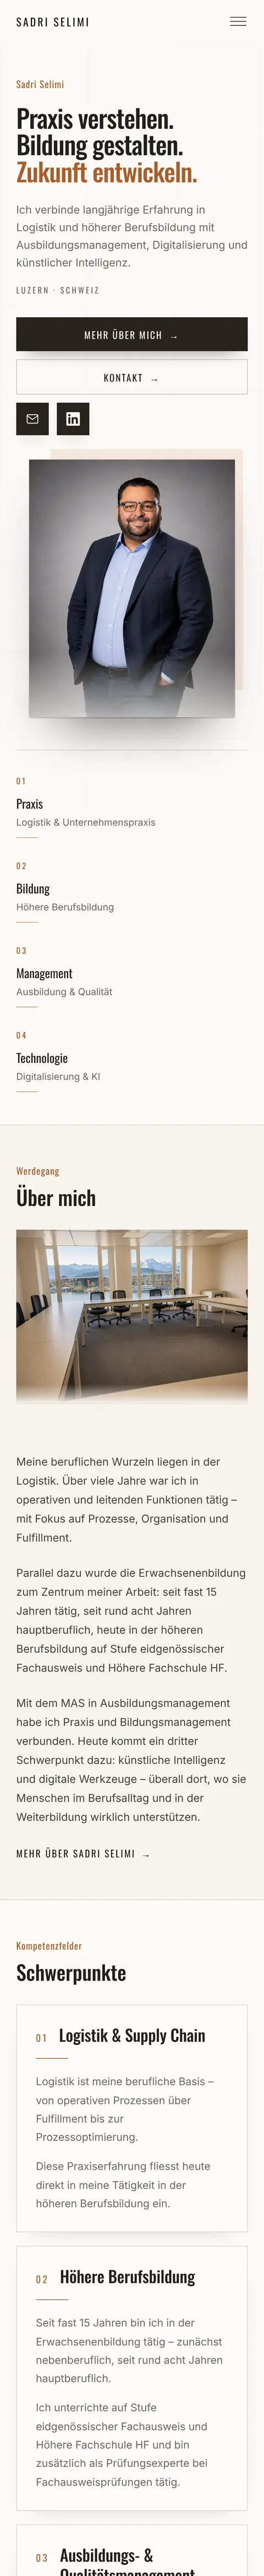 SADRI SELIMI
Sadri Selimi
Praxis verstehen.
Bildung gestalten.
Zukunft entwickeln.
Ich verbinde langjährige Erfahrung in
Logistik und höherer Berufsbildung mit
Ausbildungsmanagement, Digitalisierung und
künstlicher Intelligenz.
LUZERN · SCHWEIZ
MEHR ÜBER MICH →
KONTAKT →
in
01
Praxis
Logistik & Unternehmenspraxis
02
Bildung
Höhere Berufsbildung
03
Management
Ausbildung & Qualität
04
Technologie
Digitalisierung & KI
Werdegang
Über mich
Meine beruflichen Wurzeln liegen in der
Logistik. Über viele Jahre war ich in
operativen und leitenden Funktionen tätig –
mit Fokus auf Prozesse, Organisation und
Fulfillment.
Parallel dazu wurde die Erwachsenenbildung
zum Zentrum meiner Arbeit: seit fast 15
Jahren tätig, seit rund acht Jahren
hauptberuflich, heute in der höheren
Berufsbildung auf Stufe eidgenössischer
Fachausweis und Höhere Fachschule HF.
Mit dem MAS in Ausbildungsmanagement
habe ich Praxis und Bildungsmanagement
verbunden. Heute kommt ein dritter
Schwerpunkt dazu: künstliche Intelligenz
und digitale Werkzeuge – überall dort, wo sie
Menschen im Berufsalltag und in der
Weiterbildung wirklich unterstützen.
MEHR ÜBER SADRI SELIMI →
Kompetenzfelder
Schwerpunkte
01 Logistik & Supply Chain
Logistik ist meine berufliche Basis –
von operativen Prozessen über
Fulfillment bis zur
Prozessoptimierung.
Diese Praxiserfahrung fliesst heute
direkt in meine Tätigkeit in der
höheren Berufsbildung ein.
02 Höhere Berufsbildung
Seit fast 15 Jahren bin ich in der
Erwachsenenbildung tätig – zunächst
nebenberuflich, seit rund acht Jahren
hauptberuflich.
Ich unterrichte auf Stufe
eidgenössischer Fachausweis und
Höhere Fachschule HF und bin
zusätzlich als Prüfungsexperte bei
Fachausweisprüfungen tätig.
03 Ausbildungs- &
Qualitätsmanagement